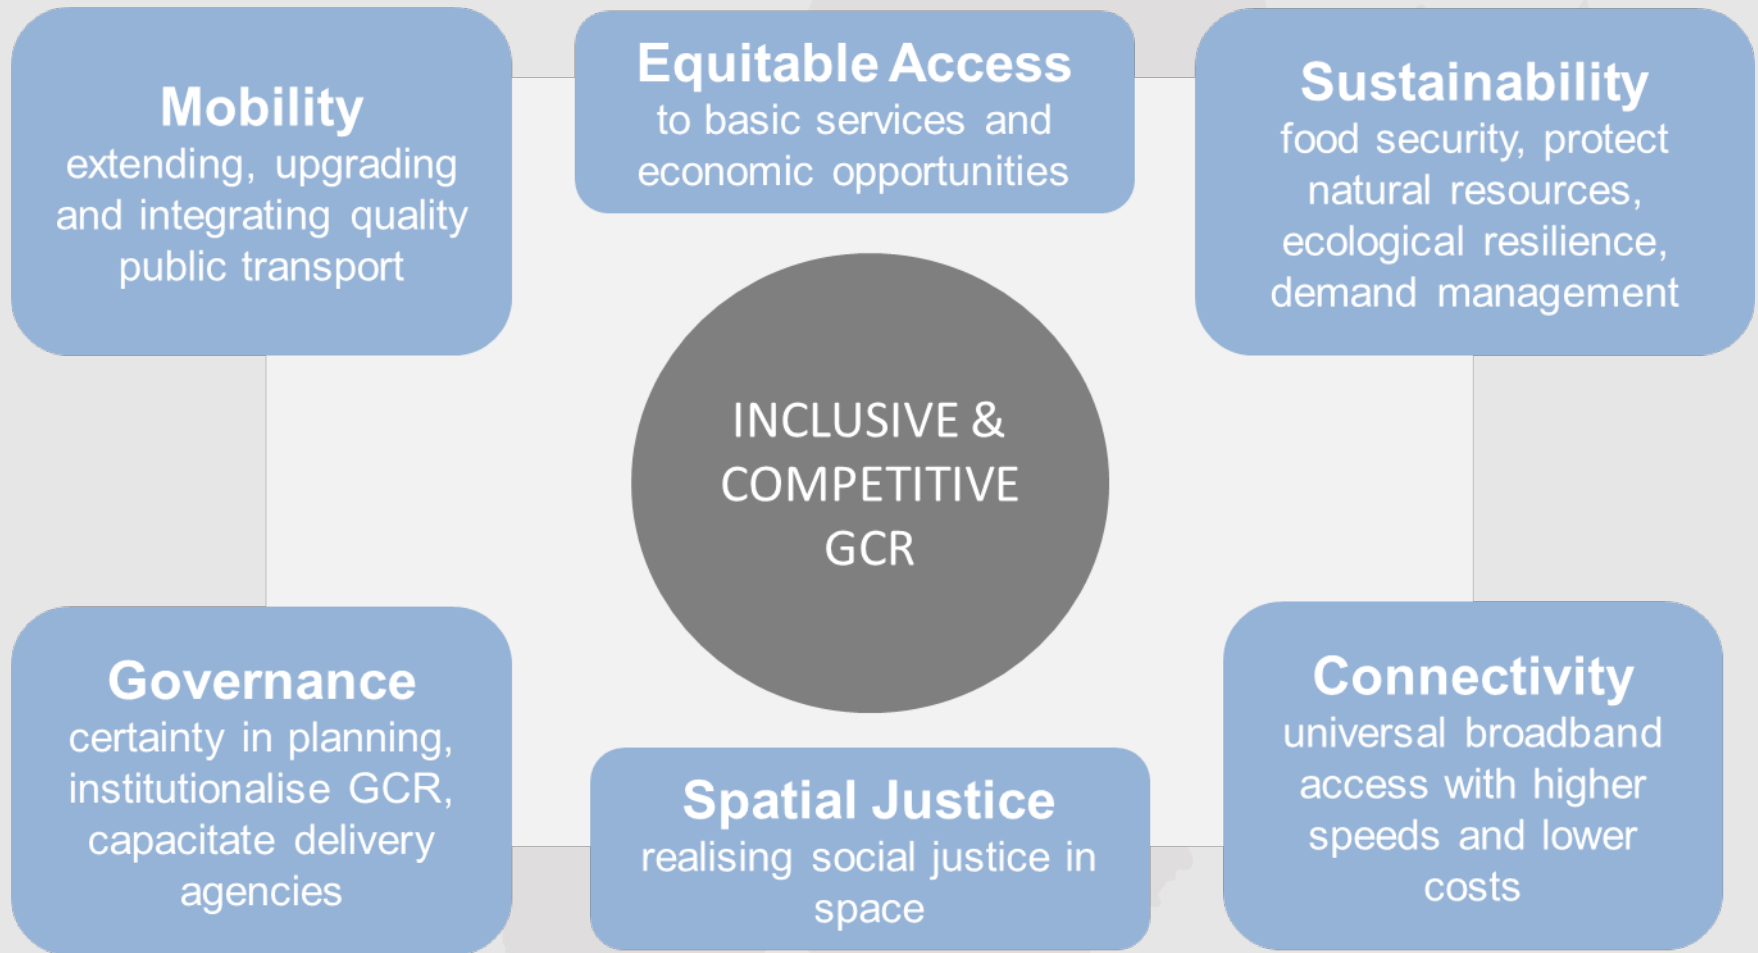 Mobility
extending, upgrading
and integrating quality
public transport
Equitable Access
to basic services and
economic opportunities
Sustainability
food security, protect
natural resources,
ecological resilience,
demand management
INCLUSIVE &
COMPETITIVE
GCR
Governance
certainty in planning,
institutionalise GCR,
capacitate delivery
agencies
Spatial Justice
realising social justice in
space
Connectivity
universal broadband
access with higher
speeds and lower
costs